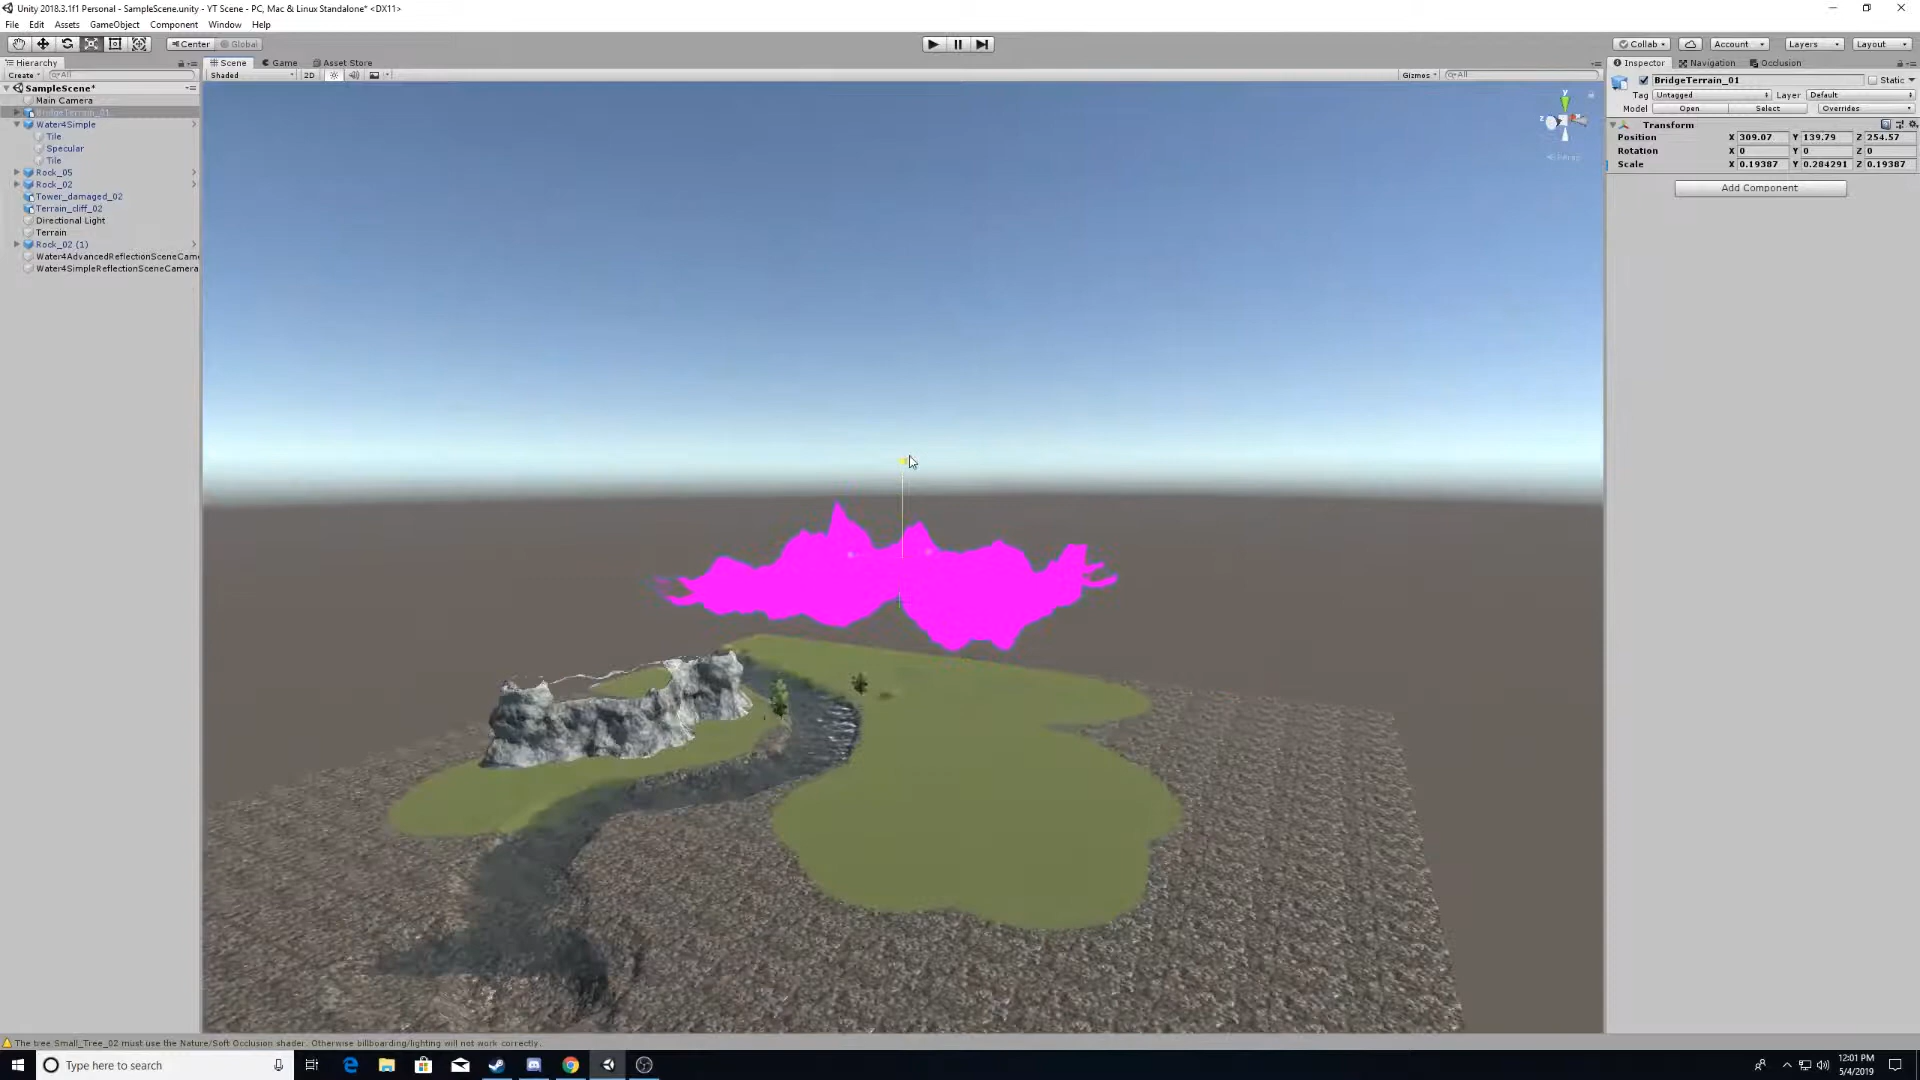 Unity 2018.3.1f1 Personal - SampleScene.unity - YT Scene - PC, Mac & Linux Standalone* <DX11>
File Edit Assets GameObject Component Window Help
Center Global Collab Account Layers Layout
Hierarchy Scene Game Asset Store Inspector Navigation Occlusion
Create All Shaded 2D Gizmos All
SampleScene* BridgeTerrain_01 Static
Main Camera Tag Untagged Layer Default
BridgeTerrain_01 Model Open Select Overrides
Water4Simple Transform
Tile Position X 309.07 Y 139.79 Z 254.57
Specular Rotation X 0 Y 0 Z 0
Tile Scale X 0.19387 Y 0.284291 Z 0.19387
Rock_05
Rock_02 Add Component
Tower_damaged_02
Terrain_cliff_02
Directional Light
Terrain
Rock_02 (1)
Water4AdvancedReflectionSceneCam
Water4SimpleReflectionSceneCamera
y
z
Persp
The tree Small_Tree_02 must use the Nature/Soft Occlusion shader. Otherwise billboarding/lighting will not work correctly.
Type here to search
12:01 PM
5/4/2019